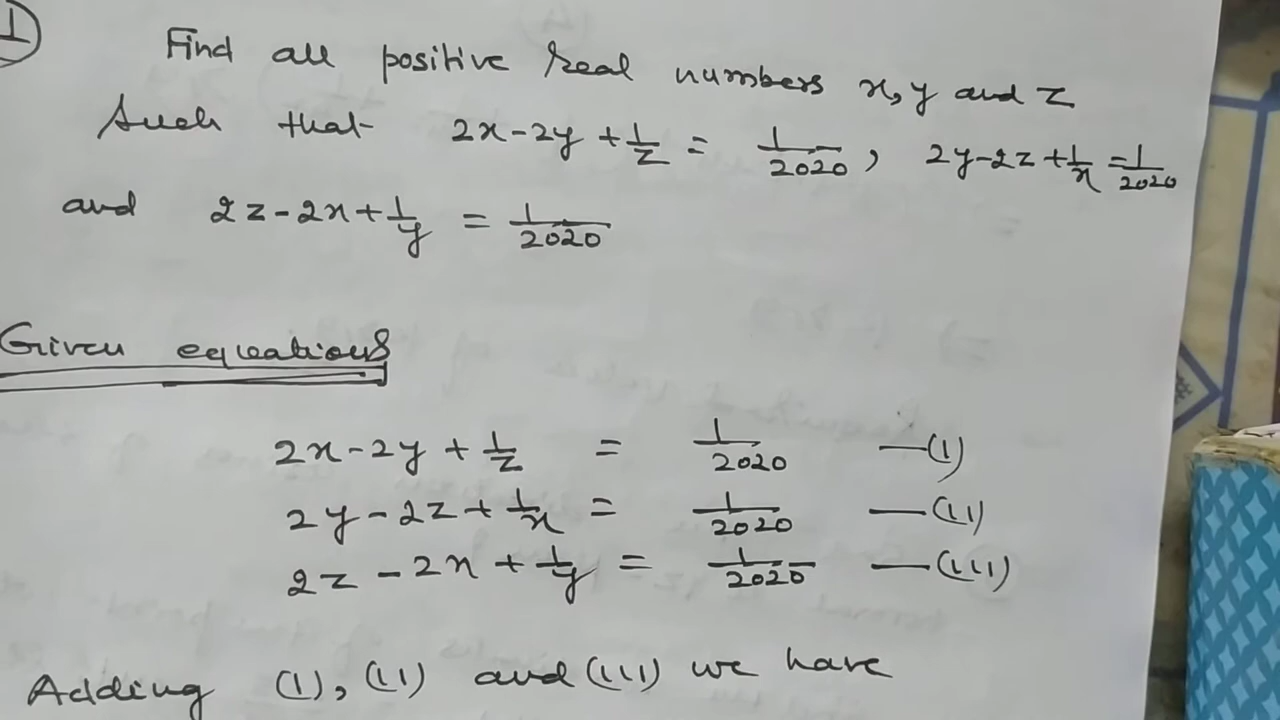 1
Find all positive real numbers x, y and z
Such that 2x-2y+1/z = 1/2020, 2y-2z+1/x = 1/2020
and 2z-2x+1/y = 1/2020
Given equations
2x-2y+1/z = 1/2020 —(I)
2y-2z+1/x = 1/2020 —(II)
2z-2x+1/y = 1/2020 —(III)
Adding (I), (II) and (III) we have